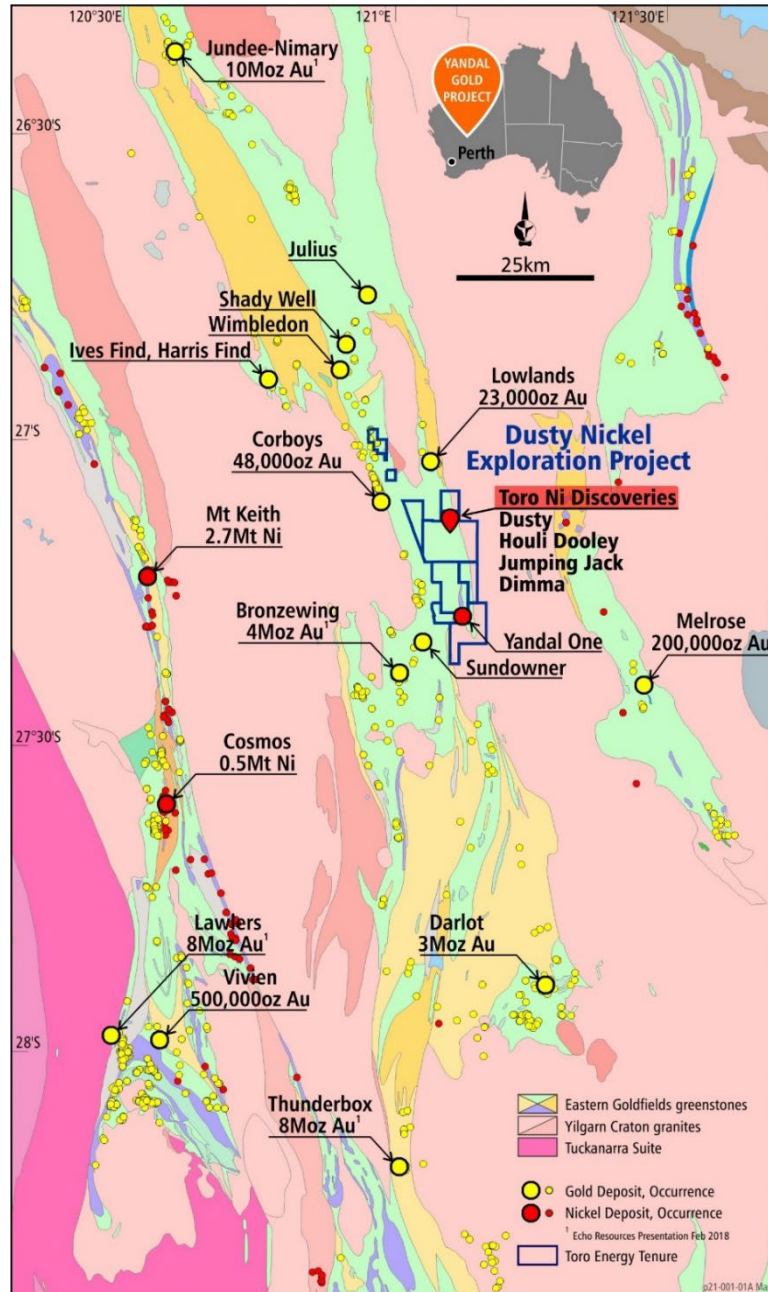 120°30'E
121°E
121°30'E
Jundee-Nimary
10Moz Au¹
YANDAL
GOLD
PROJECT
Perth
26°30'S
25km
Julius
Shady Well
Wimbledon
Ives Find, Harris Find
Lowlands
23,000oz Au
27°S
Corboys
48,000oz Au
Dusty Nickel
Exploration Project
Toro Ni Discoveries
Dusty
Houli Dooley
Jumping Jack
Dimma
Mt Keith
2.7Mt Ni
Bronzewing
4Moz Au¹
Yandal One
Sundowner
Melrose
200,000oz Au
27°30'S
Cosmos
0.5Mt Ni
Lawlers
8Moz Au¹
Vivien
500,000oz Au
Darlot
3Moz Au
28°S
Thunderbox
8Moz Au¹
Eastern Goldfields greenstones
Yilgarn Craton granites
Tuckanarra Suite
Gold Deposit, Occurrence
Nickel Deposit, Occurrence
¹ Echo Resources Presentation Feb 2018
Toro Energy Tenure
p21-001-01A Ma